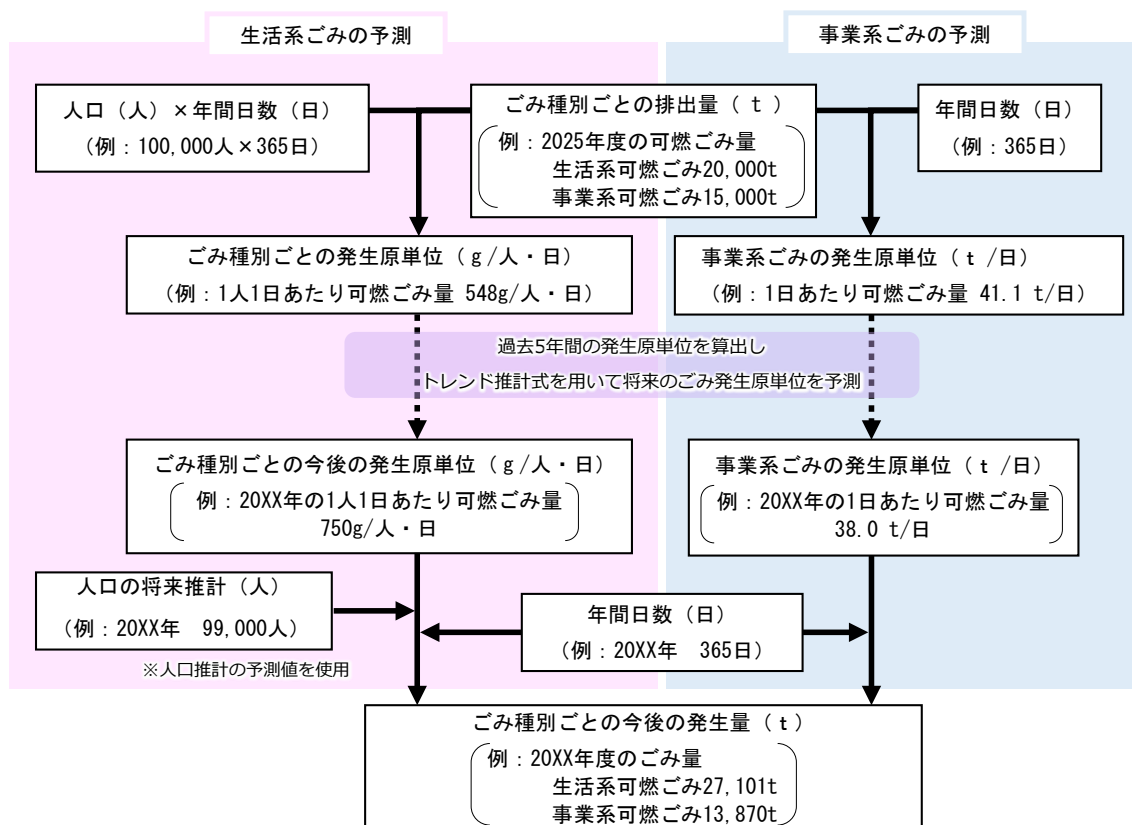 生活系ごみの予測
事業系ごみの予測
人口（人）×年間日数（日）
（例：100,000人×365日）
ごみ種別ごとの排出量（ｔ）
例：2025年度の可燃ごみ量
生活系可燃ごみ20,000t
事業系可燃ごみ15,000t
年間日数（日）
（例：365日）
ごみ種別ごとの発生原単位（ｇ/人・日）
（例：1人1日あたり可燃ごみ量 548g/人・日）
事業系ごみの発生原単位（ｔ/日）
（例：1日あたり可燃ごみ量 41.1 t/日）
過去5年間の発生原単位を算出し
トレンド推計式を用いて将来のごみ発生原単位を予測
ごみ種別ごとの今後の発生原単位（ｇ/人・日）
例：20XX年の1人1日あたり可燃ごみ量
750g/人・日
事業系ごみの発生原単位（ｔ/日）
例：20XX年の1日あたり可燃ごみ量
38.0 t/日
人口の将来推計（人）
（例：20XX年　99,000人）
※人口推計の予測値を使用
年間日数（日）
（例：20XX年　365日）
ごみ種別ごとの今後の発生量（ｔ）
例：20XX年度のごみ量
生活系可燃ごみ27,101t
事業系可燃ごみ13,870t